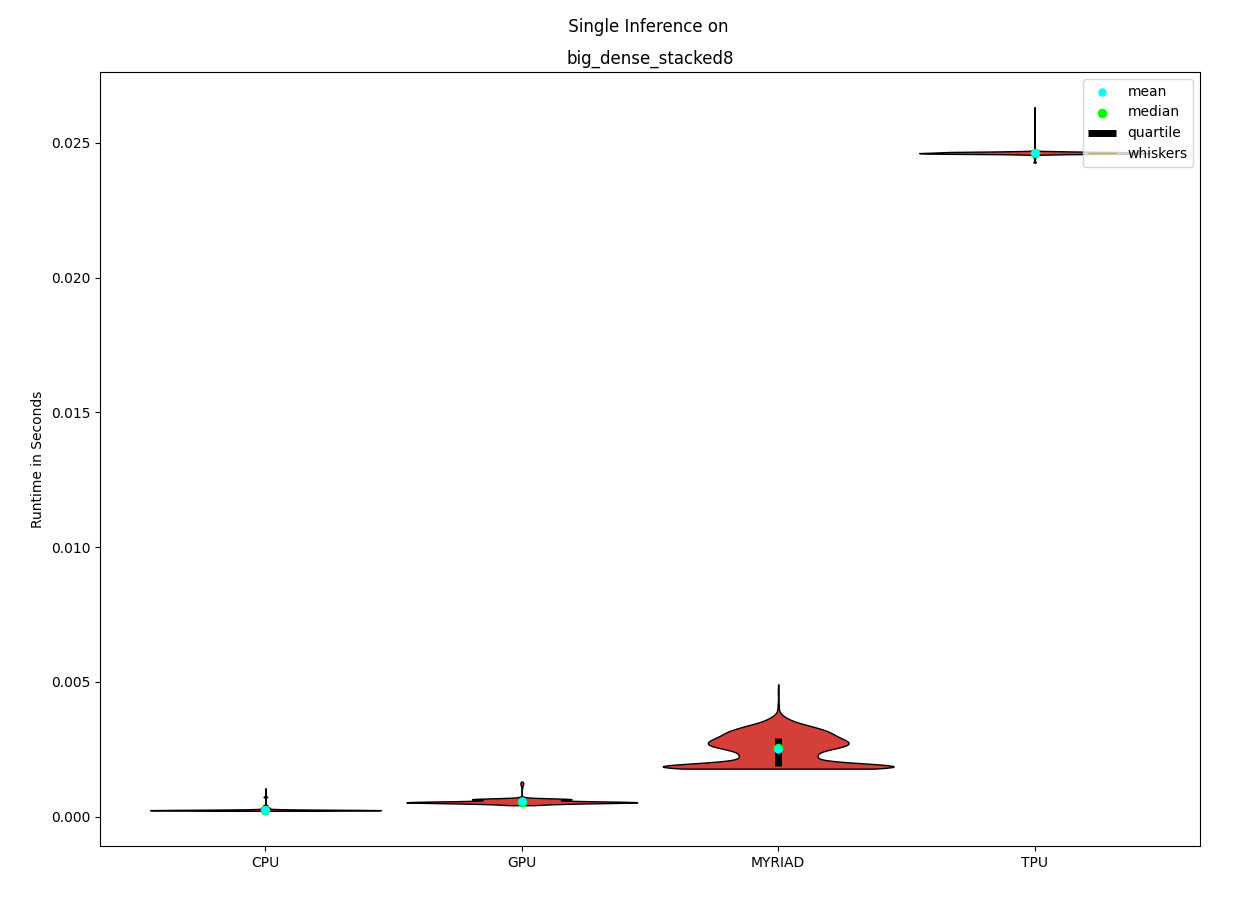 Single Inference on
big_dense_stacked8
mean
median
quartile
whiskers
0.025
0.020
0.015
0.010
0.005
0.000
Runtime in Seconds
CPU GPU MYRIAD TPU